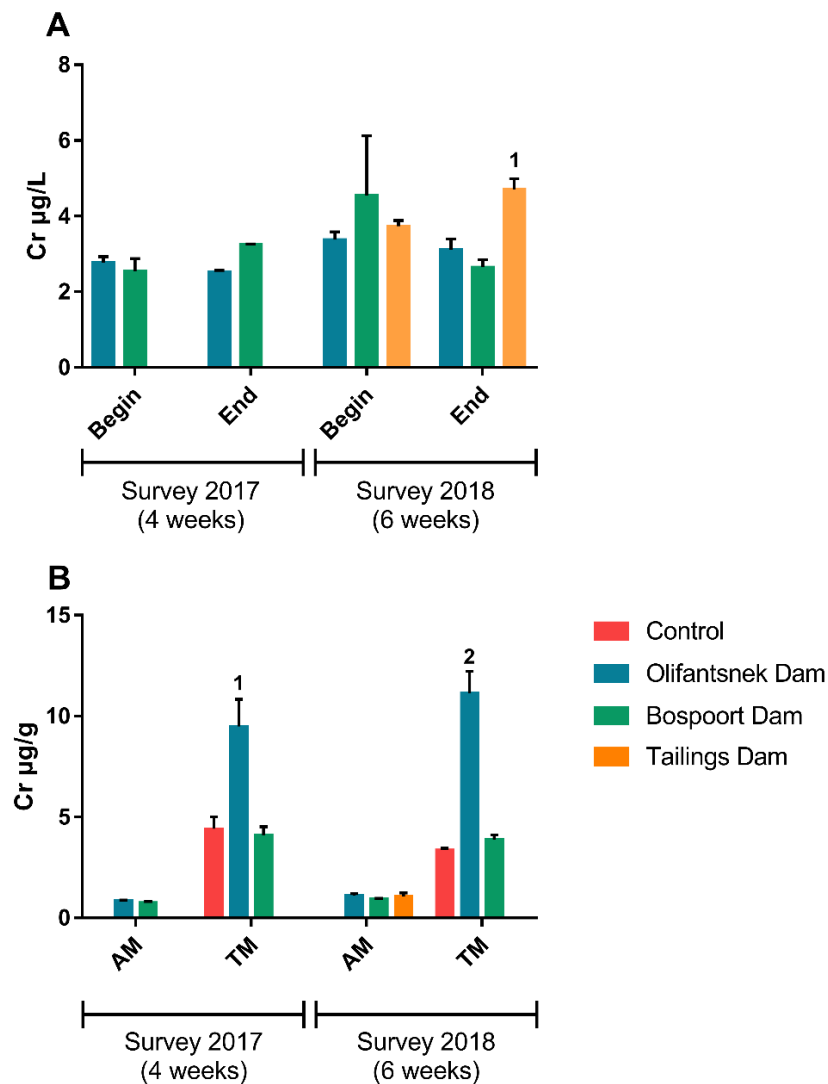 A
8
6
4
2
0
Cr µg/L
1
Begin
End
Begin
End
Survey 2017
(4 weeks)
Survey 2018
(6 weeks)
B
15
10
5
0
Cr µg/g
1
2
AM
TM
AM
TM
Survey 2017
(4 weeks)
Survey 2018
(6 weeks)
Control
Olifantsnek Dam
Bospoort Dam
Tailings Dam